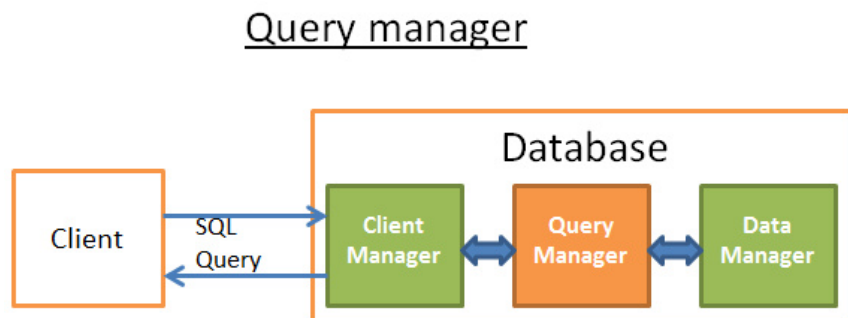 Query manager
Database
Client
SQL
Query
Client
Manager
Query
Manager
Data
Manager